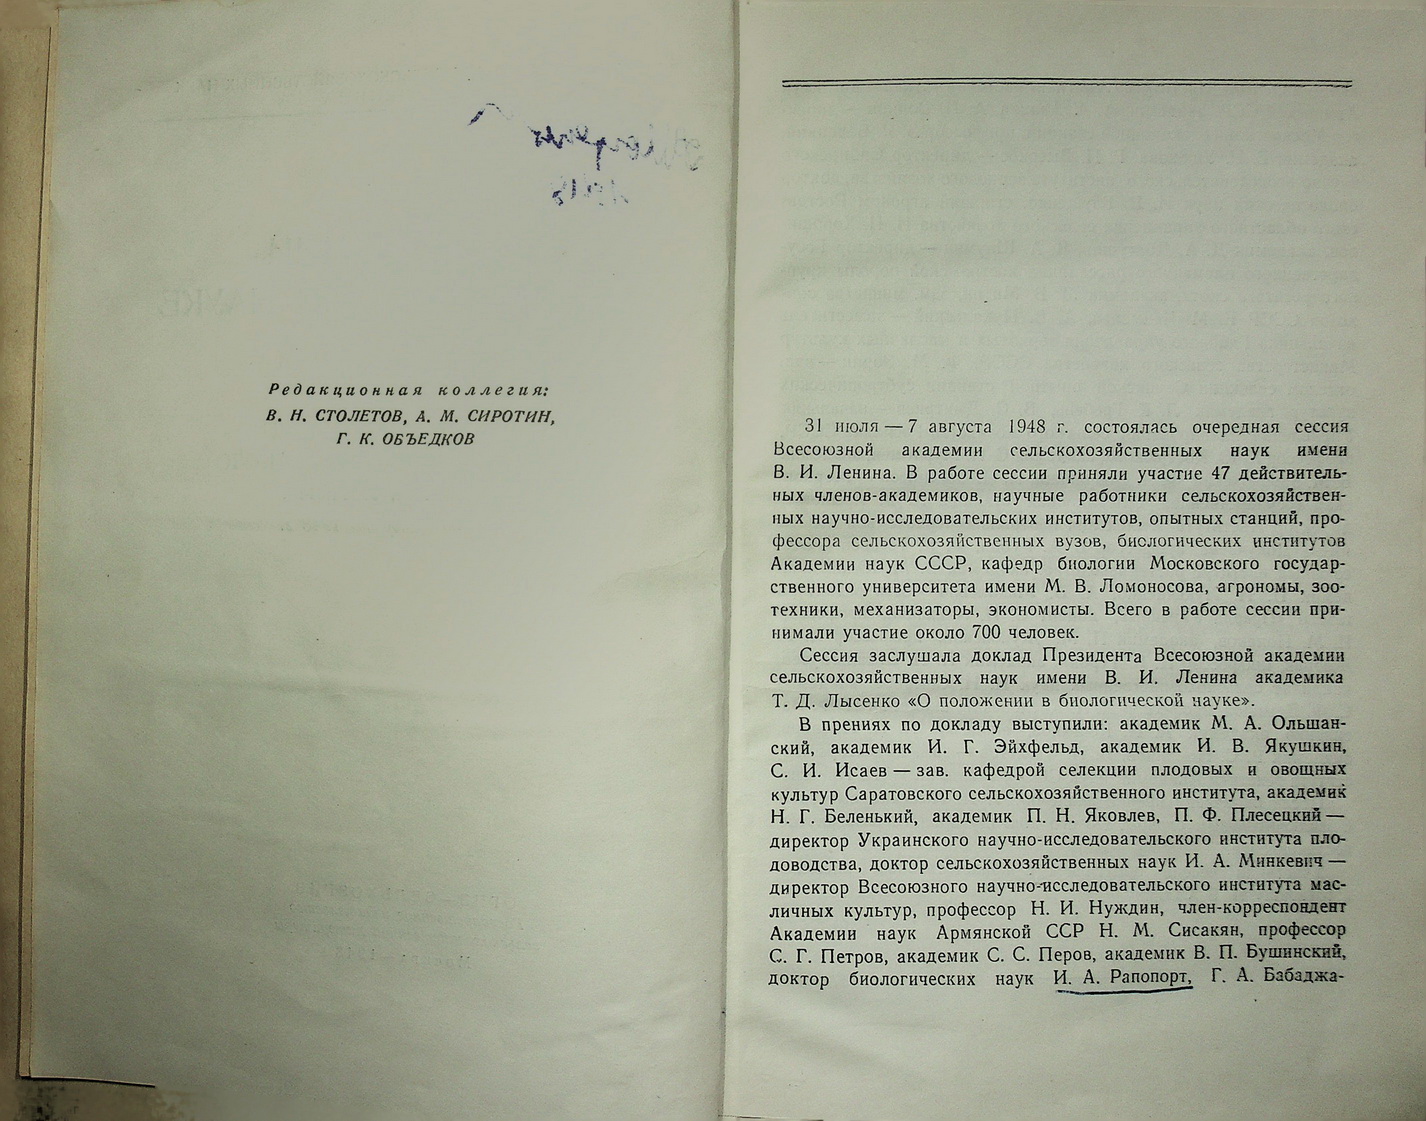 Редакционная коллегия:
В. Н. СТОЛЕТОВ, А. М. СИРОТИН,
Г. К. ОБЪЕДКОВ
31 июля — 7 августа 1948 г. состоялась очередная сессия
Всесоюзной академии сельскохозяйственных наук имени
В. И. Ленина. В работе сессии приняли участие 47 действитель-
ных членов-академиков, научные работники сельскохозяйствен-
ных научно-исследовательских институтов, опытных станций, про-
фессора сельскохозяйственных вузов, биологических институтов
Академии наук СССР, кафедр биологии Московского государ-
ственного университета имени М. В. Ломоносова, агрономы, зоо-
техники, механизаторы, экономисты. Всего в работе сессии при-
нимали участие около 700 человек.
Сессия заслушала доклад Президента Всесоюзной академии
сельскохозяйственных наук имени В. И. Ленина академика
Т. Д. Лысенко «О положении в биологической науке».
В прениях по докладу выступили: академик М. А. Ольшан-
ский, академик И. Г. Эйхфельд, академик И. В. Якушкин,
С. И. Исаев — зав. кафедрой селекции плодовых и овощных
культур Саратовского сельскохозяйственного института, академик
Н. Г. Беленький, академик П. Н. Яковлев, П. Ф. Плесецкий —
директор Украинского научно-исследовательского института пло-
доводства, доктор сельскохозяйственных наук И. А. Минкевич —
директор Всесоюзного научно-исследовательского института мас-
личных культур, профессор Н. И. Нуждин, член-корреспондент
Академии наук Армянской ССР Н. М. Сисакян, профессор
С. Г. Петров, академик С. С. Перов, академик В. П. Бушинский,
доктор биологических наук И. А. Рапопорт, Г. А. Бабаджа-